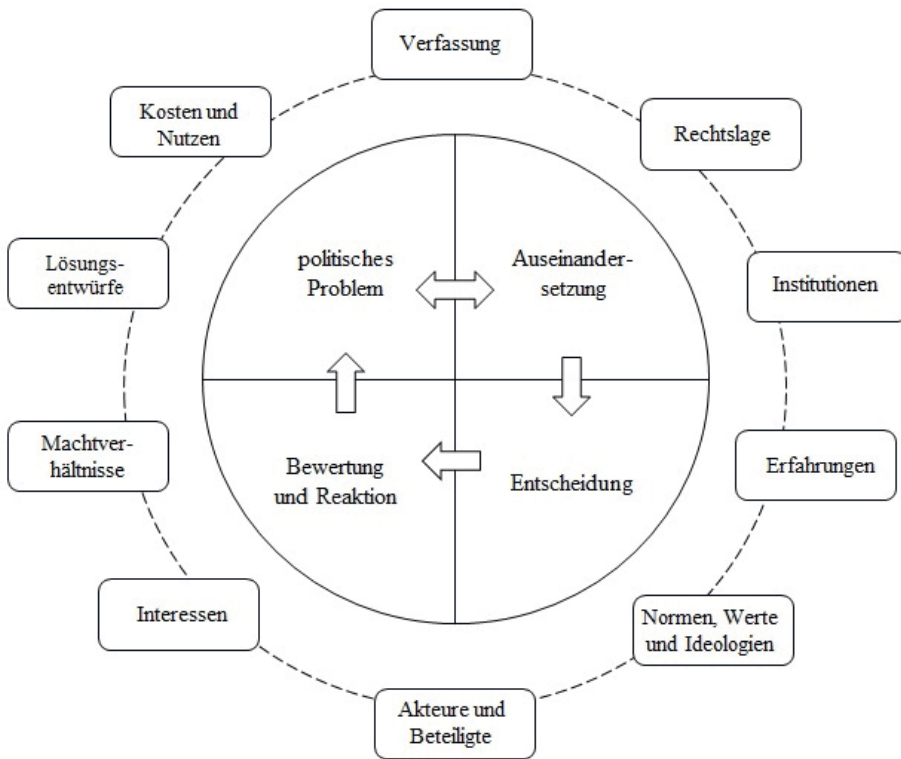 Verfassung
Kosten und
Nutzen
Rechtslage
Lösungs-
entwürfe
politisches
Problem
Auseinander-
setzung
Institutionen
Machtver-
hältnisse
Bewertung
und Reaktion
Entscheidung
Erfahrungen
Interessen
Normen, Werte
und Ideologien
Akteure und
Beteiligte